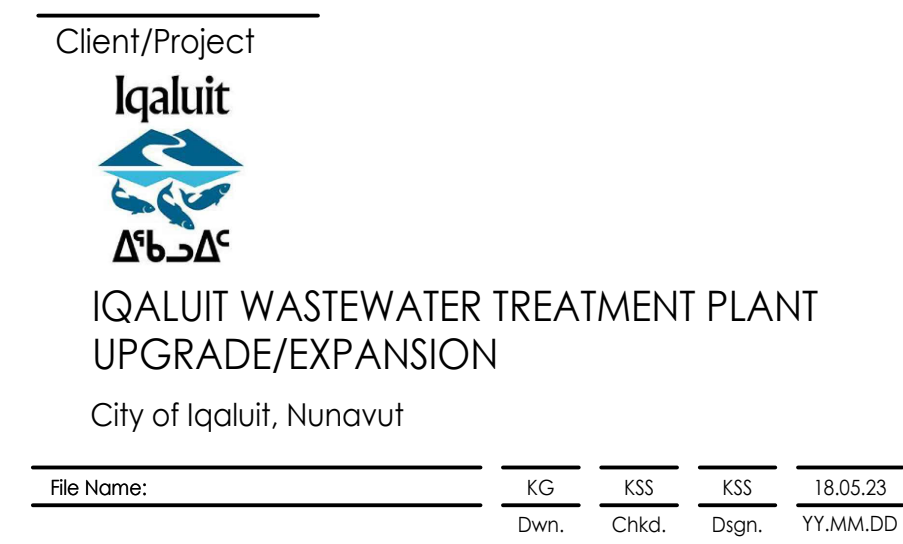 Client/Project
Iqaluit
ᐃᖃᓗᐃᑦ
IQALUIT WASTEWATER TREATMENT PLANT
UPGRADE/EXPANSION
City of Iqaluit, Nunavut
File Name: KG KSS KSS 18.05.23
Dwn. Chkd. Dsgn. YY.MM.DD